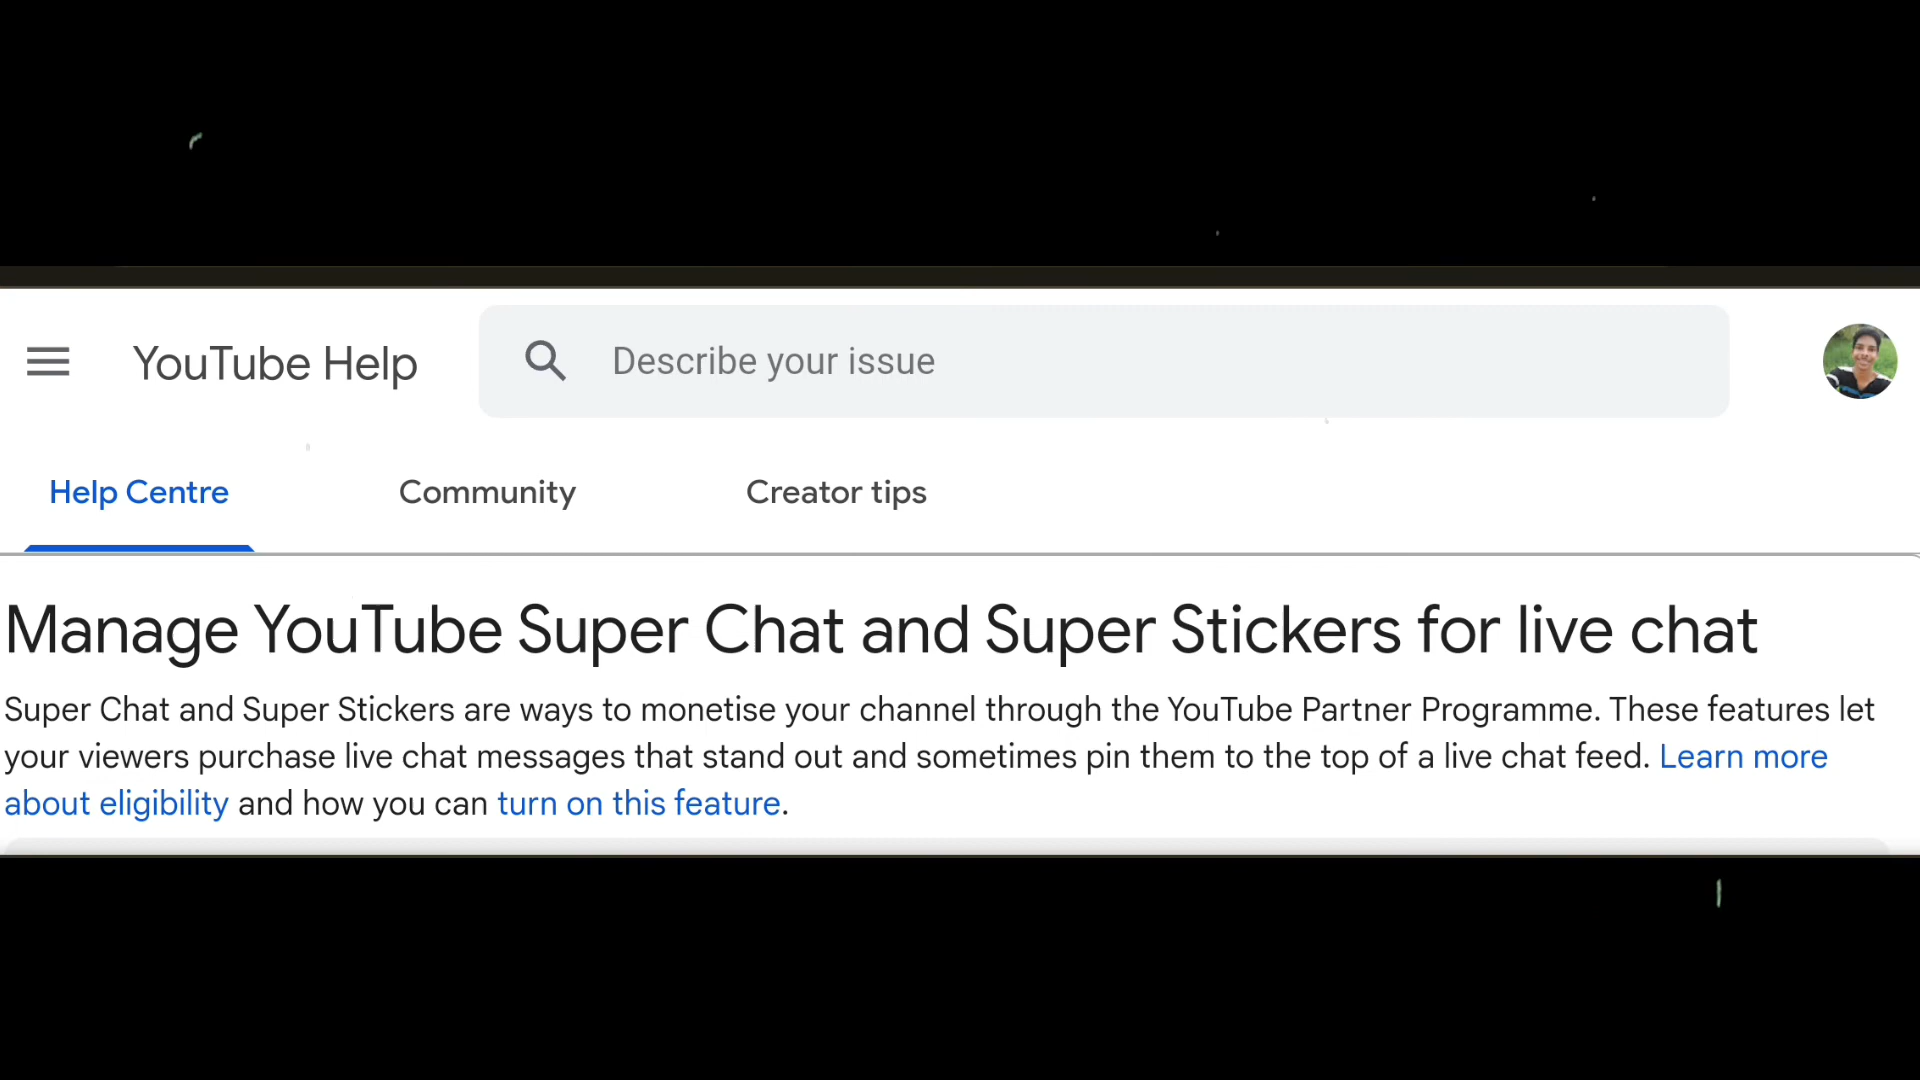 YouTube Help
Describe your issue
Help Centre
Community
Creator tips
Manage YouTube Super Chat and Super Stickers for live chat
Super Chat and Super Stickers are ways to monetise your channel through the YouTube Partner Programme. These features let
your viewers purchase live chat messages that stand out and sometimes pin them to the top of a live chat feed. Learn more
about eligibility and how you can turn on this feature.